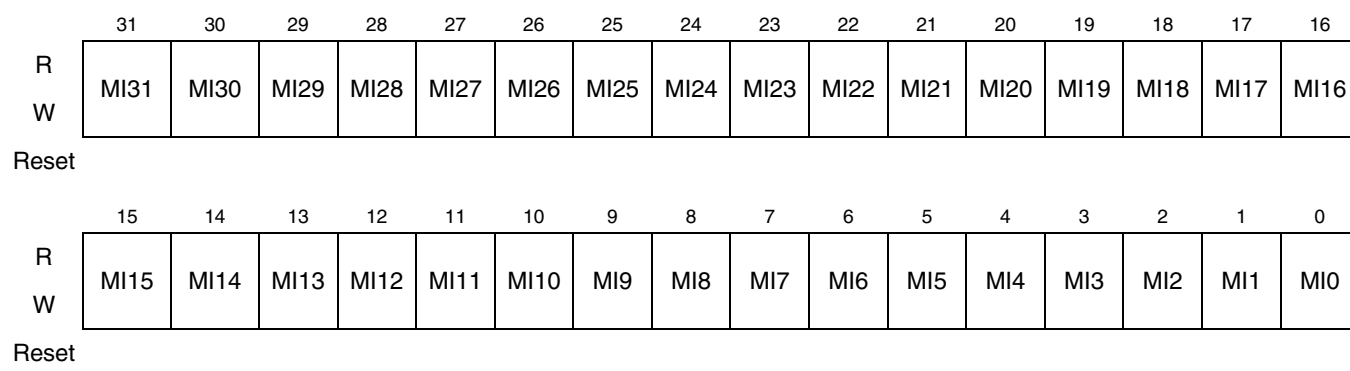 31 30 29 28 27 26 25 24 23 22 21 20 19 18 17 16
R
MI31 MI30 MI29 MI28 MI27 MI26 MI25 MI24 MI23 MI22 MI21 MI20 MI19 MI18 MI17 MI16
W
Reset
15 14 13 12 11 10 9 8 7 6 5 4 3 2 1 0
R
MI15 MI14 MI13 MI12 MI11 MI10 MI9 MI8 MI7 MI6 MI5 MI4 MI3 MI2 MI1 MI0
W
Reset